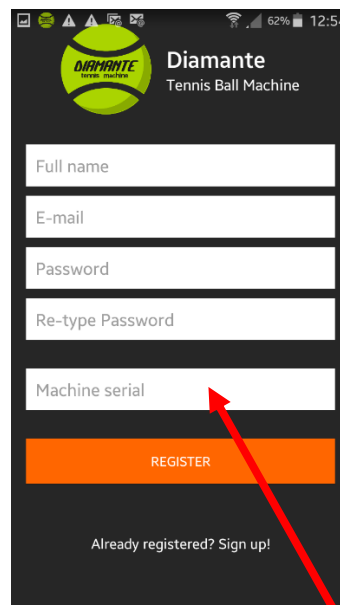 62% 12:54
DIAMANTE
tennis machine
Diamante
Tennis Ball Machine
Full name
E-mail
Password
Re-type Password
Machine serial
REGISTER
Already registered? Sign up!